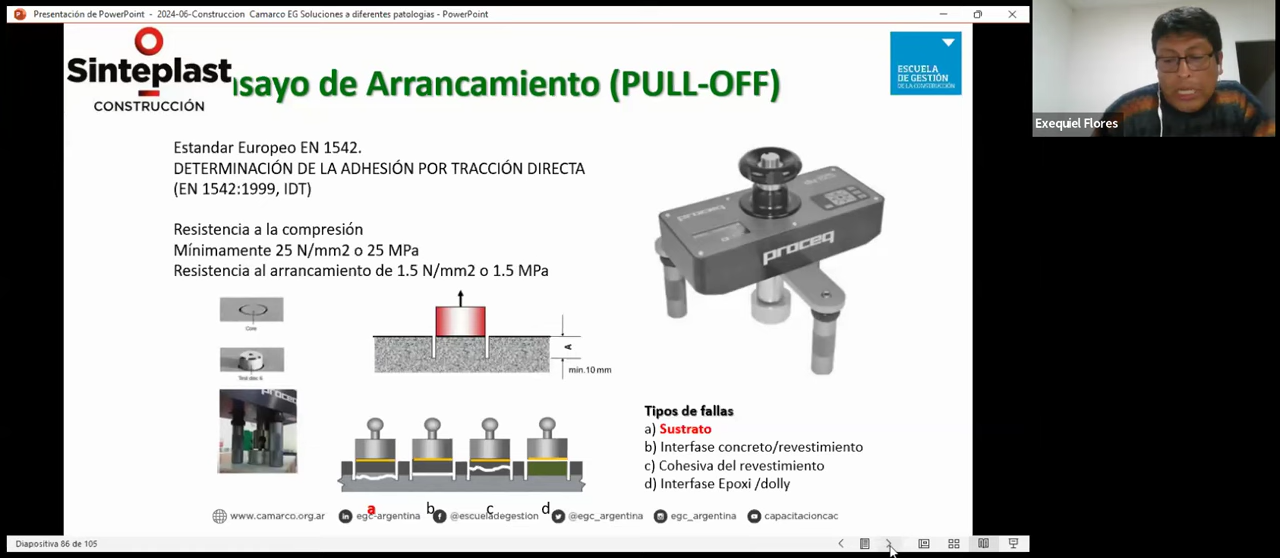 Presentación de PowerPoint - 2024-06-Construccion Camarco EG Soluciones a diferentes patologias - PowerPoint
Sinteplast
CONSTRUCCIÓN
nsayo de Arrancamiento (PULL-OFF)
ESCUELA
DE GESTIÓN
DE LA CONSTRUCCIÓN
Exequiel Flores
Estandar Europeo EN 1542.
DETERMINACIÓN DE LA ADHESIÓN POR TRACCIÓN DIRECTA
(EN 1542:1999, IDT)
Resistencia a la compresión
Mínimamente 25 N/mm2 o 25 MPa
Resistencia al arrancamiento de 1.5 N/mm2 o 1.5 MPa
proceq
proceq
Core
A
min.10 mm
proceq
Tipos de fallas
a) Sustrato
b) Interfase concreto/revestimiento
c) Cohesiva del revestimiento
d) Interfase Epoxi /dolly
a b c d
www.camarco.org.ar egc-argentina @escueladegestion @egc_argentina egc_argentina capacitacioncac
Diapositiva 86 de 105